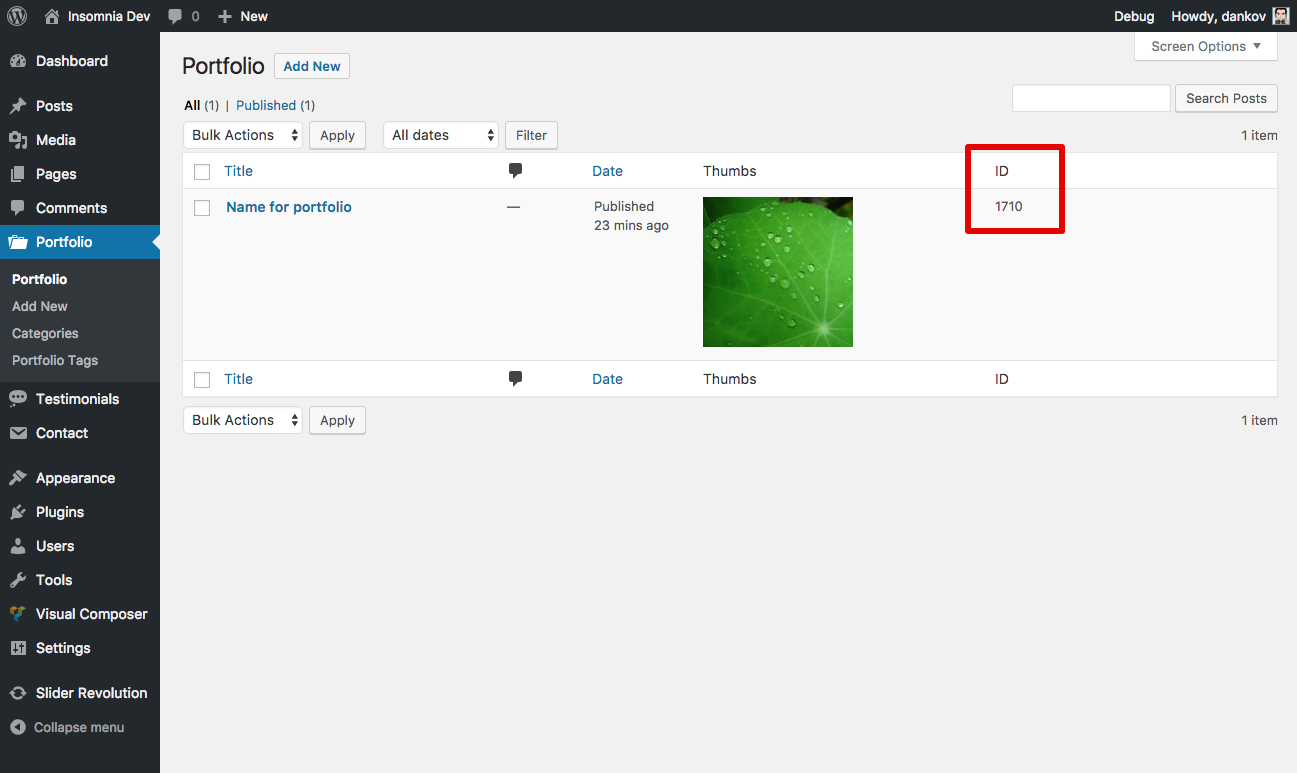 Insomnia Dev 0 New Debug Howdy, dankov
Screen Options
Dashboard
Posts
Media
Pages
Comments
Portfolio
Portfolio
Add New
Categories
Portfolio Tags
Testimonials
Contact
Appearance
Plugins
Users
Tools
Visual Composer
Settings
Slider Revolution
Collapse menu
Portfolio Add New
All (1) | Published (1) Search Posts
Bulk Actions Apply All dates Filter 1 item
Title Date Thumbs ID
Name for portfolio — Published 1710
23 mins ago
Title Date Thumbs ID
Bulk Actions Apply 1 item